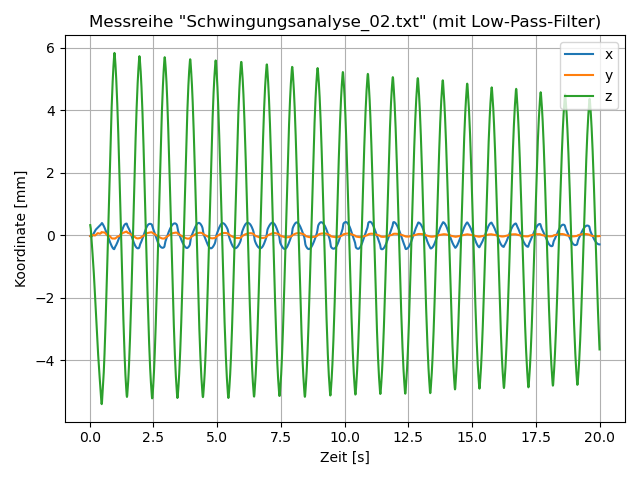 Messreihe "Schwingungsanalyse_02.txt" (mit Low-Pass-Filter)
x
y
z
6
4
2
0
−2
−4
Koordinate [mm]
0.0 2.5 5.0 7.5 10.0 12.5 15.0 17.5 20.0
Zeit [s]